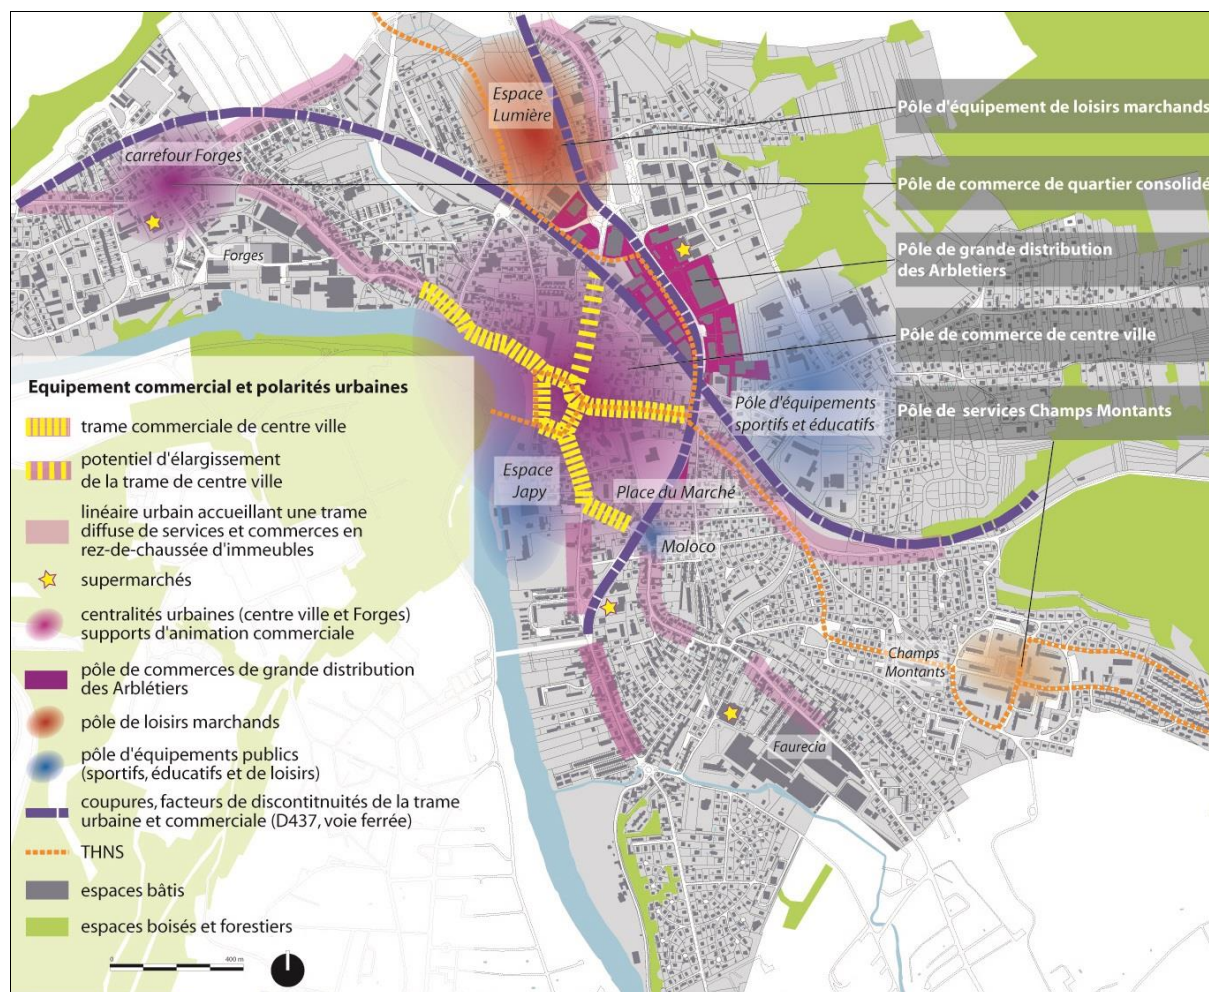 Espace
Lumière
Pôle d'équipement de loisirs marchands
carrefour Forges
Pôle de commerce de quartier consolidé
Forges
Pôle de grande distribution
des Arbletiers
Pôle de commerce de centre ville
Pôle d'équipements
sportifs et éducatifs
Pôle de  services Champs Montants
Espace
Japy
Place du Marché
Moloco
Champs
Montants
Faurecia
Equipement commercial et polarités urbaines
trame commerciale de centre ville
potentiel d'élargissement
de la trame de centre ville
linéaire urbain accueillant une trame
diffuse de services et commerces en
rez-de-chaussée d'immeubles
supermarchés
centralités urbaines (centre ville et Forges)
supports d'animation commerciale
pôle de commerces de grande distribution
des Arblétiers
pôle de loisirs marchands
pôle d'équipements publics
(sportifs, éducatifs et de loisirs)
coupures, facteurs de discontitnuités de la trame
urbaine et commerciale (D437, voie ferrée)
THNS
espaces bâtis
espaces boisés et forestiers
0 400 m